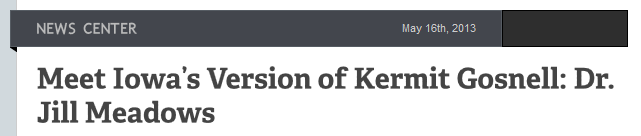 NEWS CENTER
May 16th, 2013
Meet Iowa's Version of Kermit Gosnell: Dr.
Jill Meadows